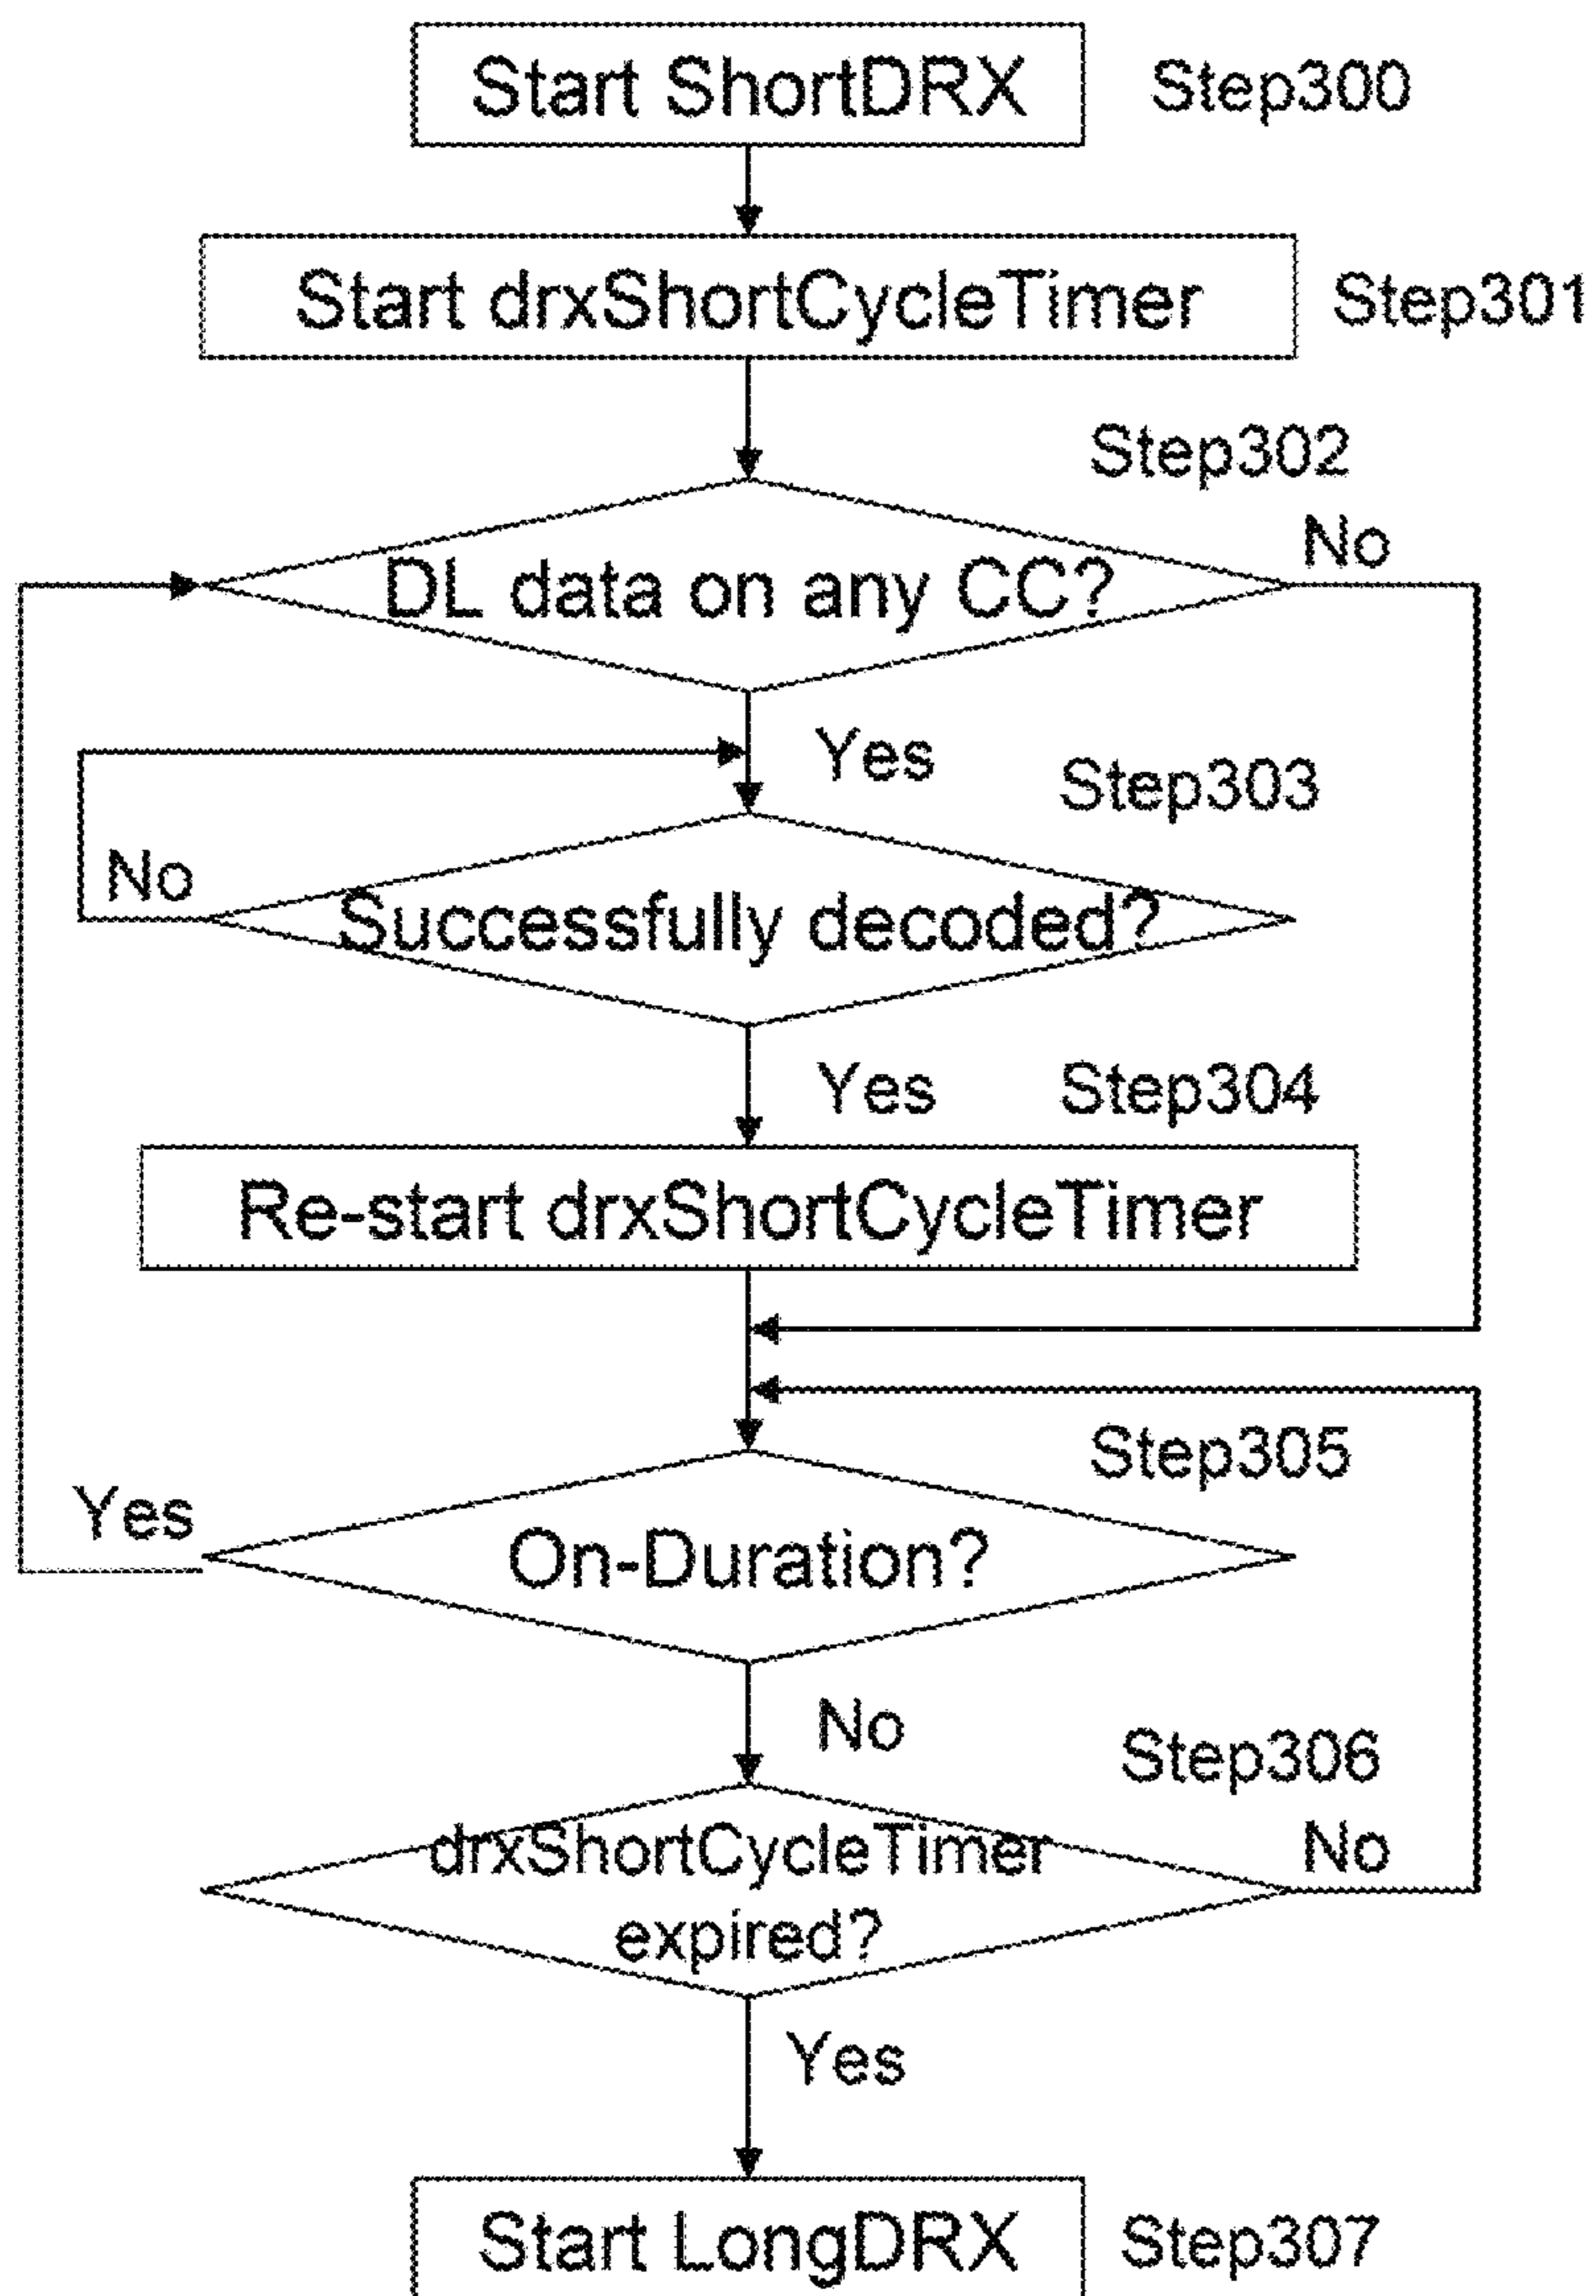 Start ShortDRX
Step300
Start drxShortCycleTimer
Step301
Step302
DL data on any CC?
No
Yes
Step303
No
Successfully decoded?
Yes
Step304
Re-start drxShortCycleTimer
Step305
Yes
On-Duration?
No
Step306
drxShortCycleTimer
expired?
No
Yes
Start LongDRX
Step307